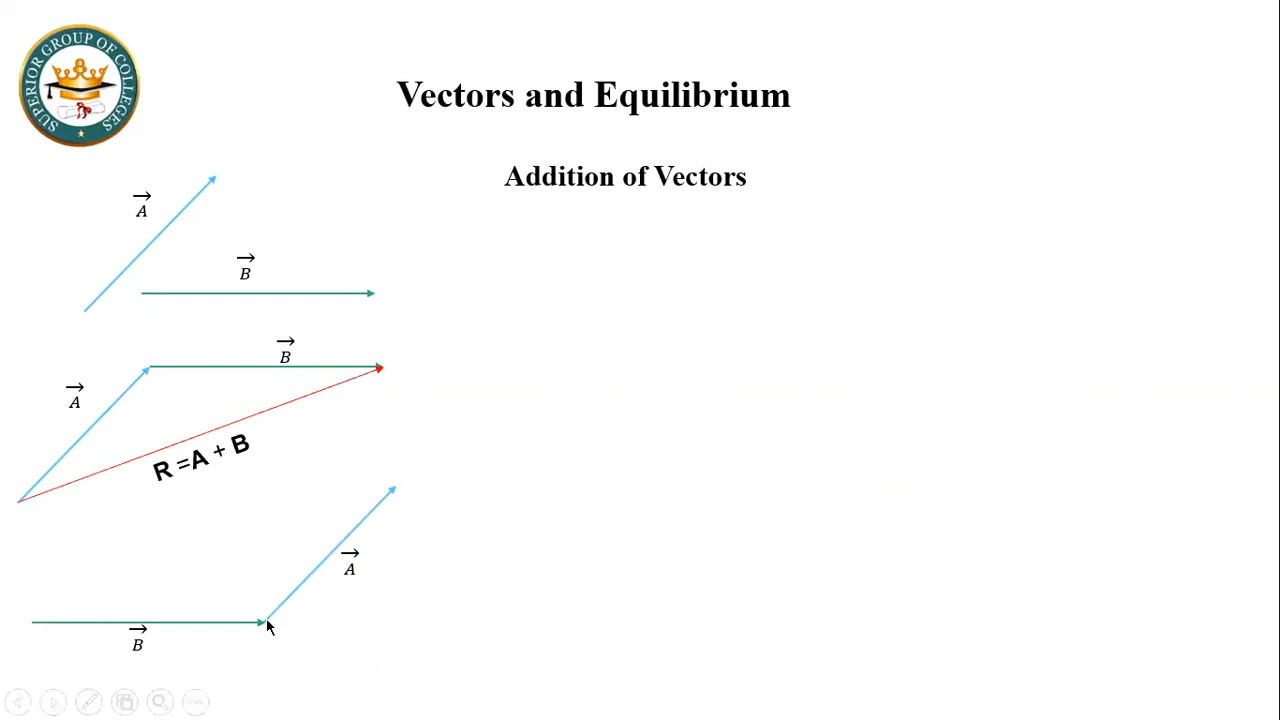 SUPERIOR GROUP OF COLLEGES
Vectors and Equilibrium
Addition of Vectors
A
B
B
A
R =A + B
A
B